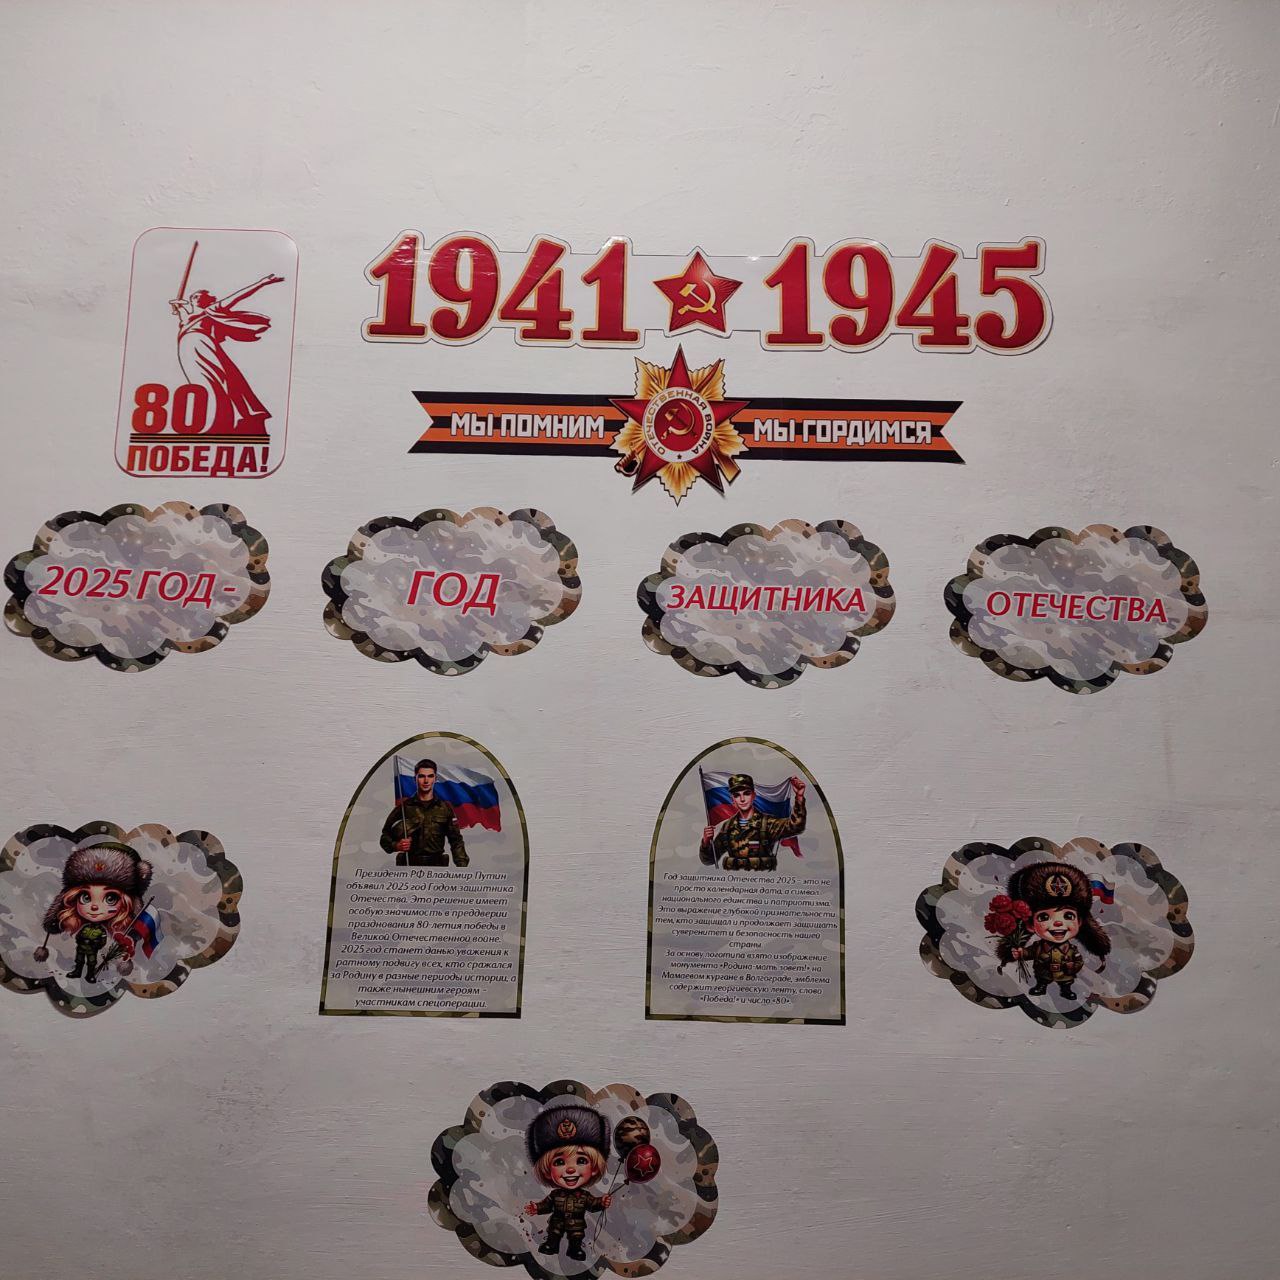 1941 1945
80
ПОБЕДА!
МЫ ПОМНИМ
ОТЕЧЕСТВЕННАЯ ВОЙНА
МЫ ГОРДИМСЯ
2025 ГОД -
ГОД
ЗАЩИТНИКА
ОТЕЧЕСТВА
Президент РФ Владимир Путин
объявил 2025 год Годом защитника
Отечества. Это решение имеет
особую значимость в преддверии
празднования 80-летия победы в
Великой Отечественной войне.
2025 год станет данью уважения к
ратному подвигу всех, кто сражался
за Родину в разные периоды истории, а
также нынешним героям -
участникам спецоперации.
Год защитника Отечества 2025 - это не
просто календарная дата, а символ
национального единства и патриотизма.
Это выражение глубокой признательности
тем, кто защищал и продолжает защищать
суверенитет и безопасность нашей
страны.
За основу логотипа взято изображение
монумента «Родина-мать зовет!» на
Мамаевом кургане в Волгограде, эмблема
содержит георгиевскую ленту, слово
«Победа!» и число «80».